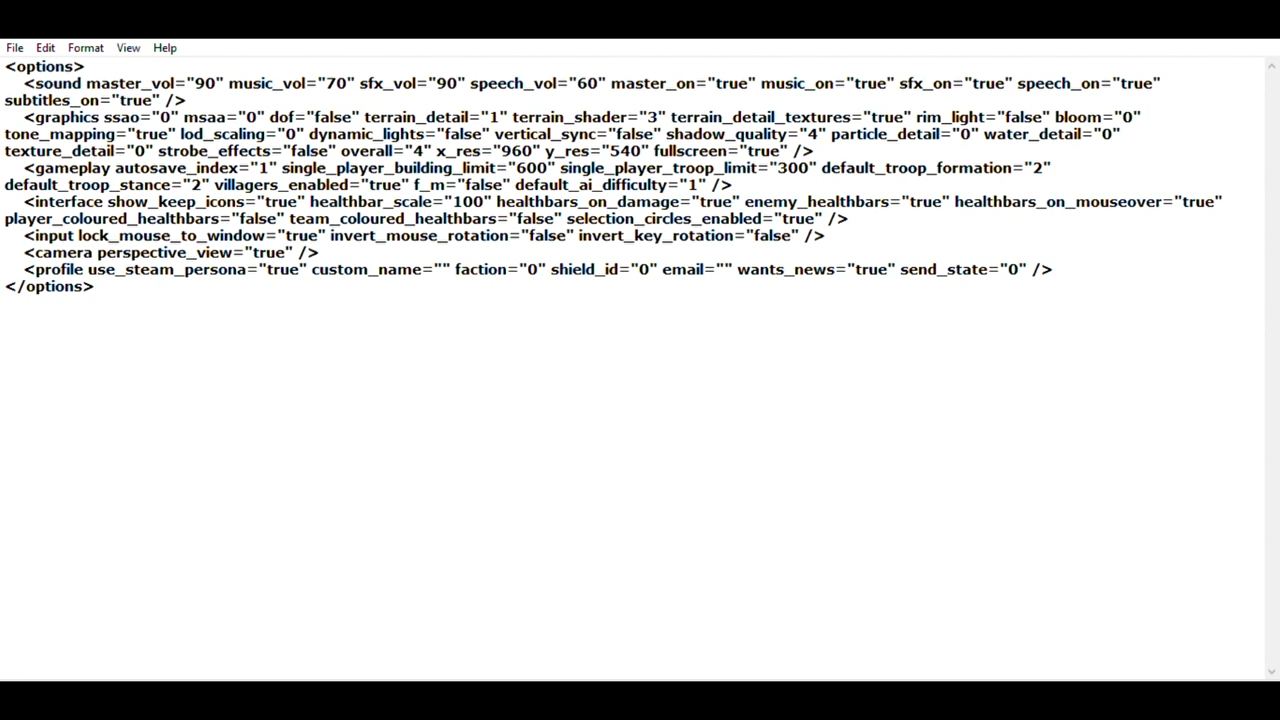 File Edit Format View Help
<options>
<sound master_vol="90" music_vol="70" sfx_vol="90" speech_vol="60" master_on="true" music_on="true" sfx_on="true" speech_on="true"
subtitles_on="true" />
<graphics ssao="0" msaa="0" dof="false" terrain_detail="1" terrain_shader="3" terrain_detail_textures="true" rim_light="false" bloom="0"
tone_mapping="true" lod_scaling="0" dynamic_lights="false" vertical_sync="false" shadow_quality="4" particle_detail="0" water_detail="0"
texture_detail="0" strobe_effects="false" overall="4" x_res="960" y_res="540" fullscreen="true" />
<gameplay autosave_index="1" single_player_building_limit="600" single_player_troop_limit="300" default_troop_formation="2"
default_troop_stance="2" villagers_enabled="true" f_m="false" default_ai_difficulty="1" />
<interface show_keep_icons="true" healthbar_scale="100" healthbars_on_damage="true" enemy_healthbars="true" healthbars_on_mouseover="true"
player_coloured_healthbars="false" team_coloured_healthbars="false" selection_circles_enabled="true" />
<input lock_mouse_to_window="true" invert_mouse_rotation="false" invert_key_rotation="false" />
<camera perspective_view="true" />
<profile use_steam_persona="true" custom_name="" faction="0" shield_id="0" email="" wants_news="true" send_state="0" />
</options>